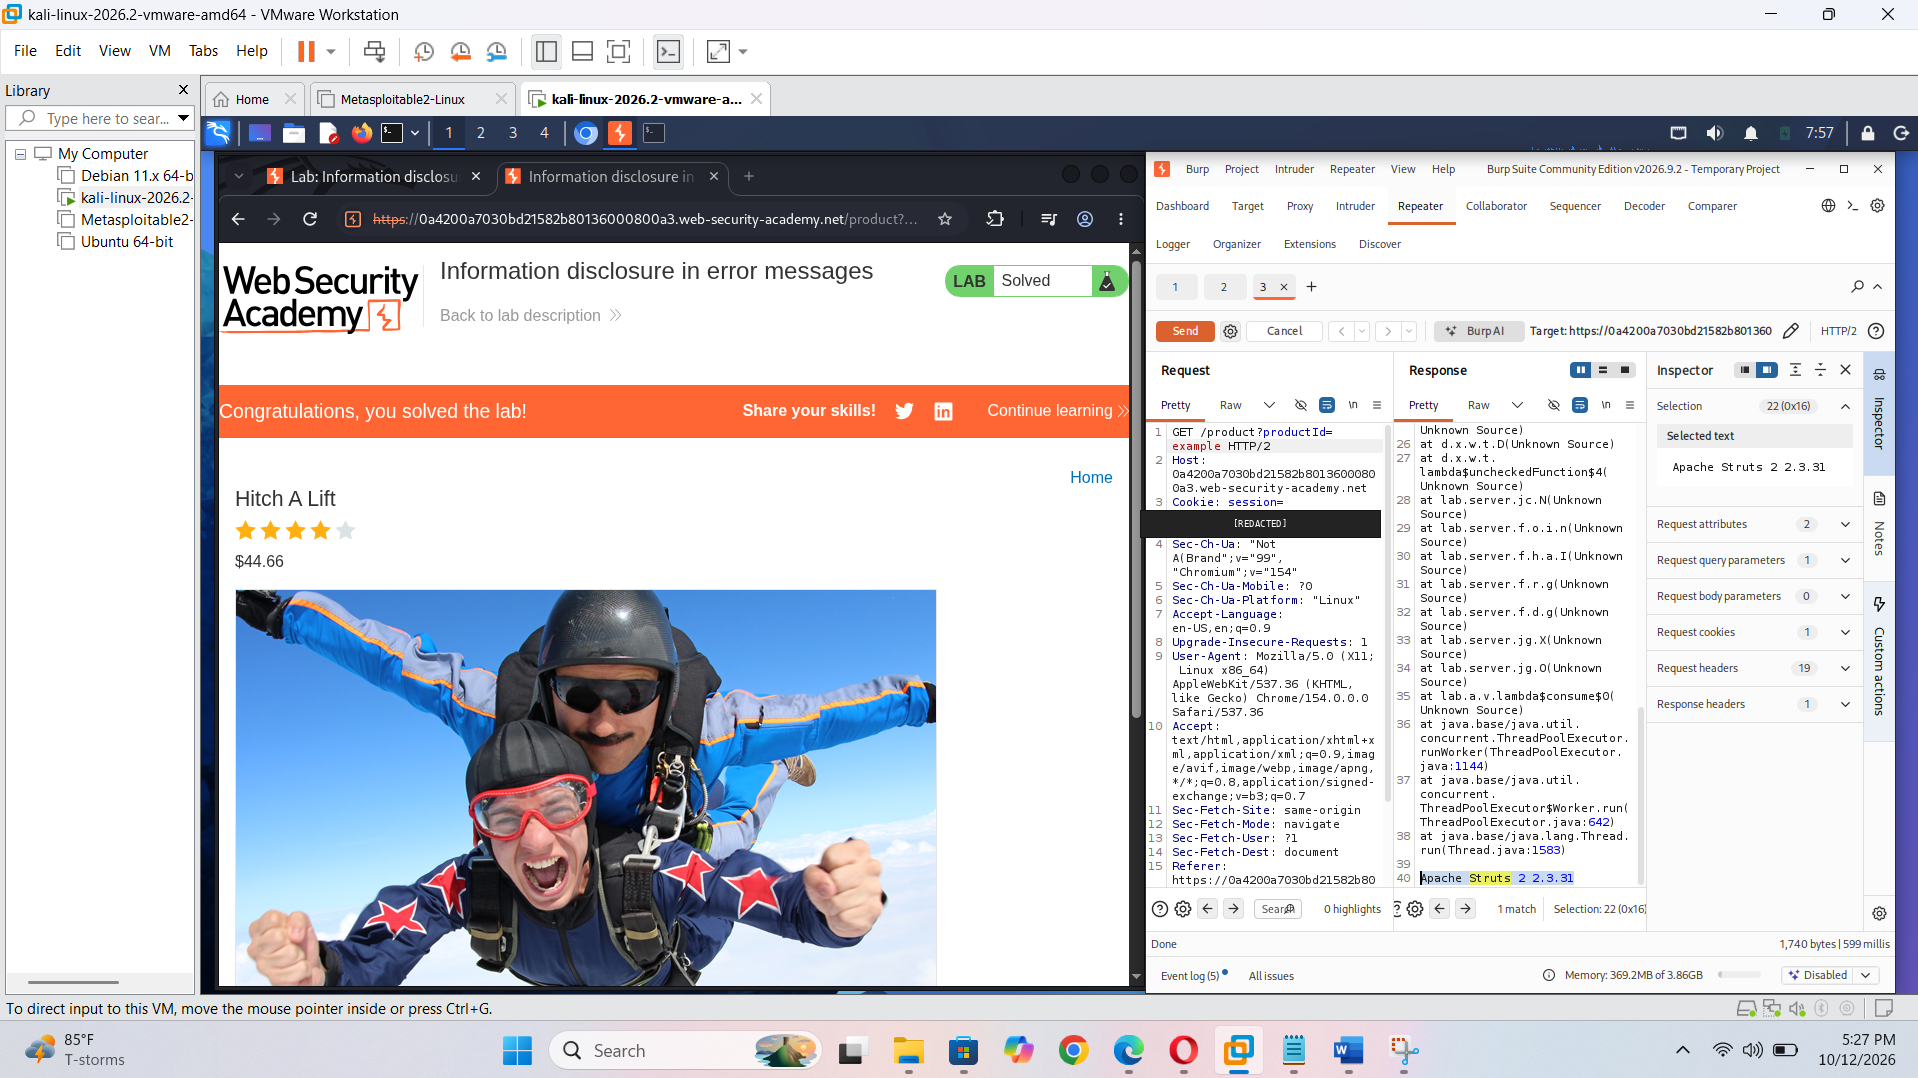 kali-linux-2026.2-vmware-amd64 - VMware Workstation
File Edit View VM Tabs Help
Library
Type here to sear...
My Computer
Debian 11.x 64-b
kali-linux-2026.2-
Metasploitable2-
Ubuntu 64-bit
Home
Metasploitable2-Linux
kali-linux-2026.2-vmware-a...
1 2 3 4
7:57
Lab: Information disclosu
Information disclosure in
https://0a4200a7030bd21582b80136000800a3.web-security-academy.net/product?...
Web Security
Academy
Information disclosure in error messages
Back to lab description
LAB Solved
Congratulations, you solved the lab!
Share your skills!
Continue learning
Home
Hitch A Lift
$44.66
Burp Project Intruder Repeater View Help
Burp Suite Community Edition v2026.9.2 - Temporary Project
Dashboard Target Proxy Intruder Repeater Collaborator Sequencer Decoder Comparer
Logger Organizer Extensions Discover
1 2 3
Send
Cancel
Burp AI
Target: https://0a4200a7030bd21582b801360
HTTP/2
Request
Pretty Raw \n
1 GET /product?productId=
example HTTP/2
2 Host:
0a4200a7030bd21582b8013600080
0a3.web-security-academy.net
3 Cookie: session=
[REDACTED]
4 Sec-Ch-Ua: "Not
A(Brand";v="99",
"Chromium";v="154"
5 Sec-Ch-Ua-Mobile: ?0
6 Sec-Ch-Ua-Platform: "Linux"
7 Accept-Language:
en-US,en;q=0.9
8 Upgrade-Insecure-Requests: 1
9 User-Agent: Mozilla/5.0 (X11;
Linux x86_64)
AppleWebKit/537.36 (KHTML,
like Gecko) Chrome/154.0.0.0
Safari/537.36
10 Accept:
text/html,application/xhtml+x
ml,application/xml;q=0.9,imag
e/avif,image/webp,image/apng,
*/*;q=0.8,application/signed-
exchange;v=b3;q=0.7
11 Sec-Fetch-Site: same-origin
12 Sec-Fetch-Mode: navigate
13 Sec-Fetch-User: ?1
14 Sec-Fetch-Dest: document
15 Referer:
https://0a4200a7030bd21582b80
Search
0 highlights
Response
Pretty Raw \n
Unknown Source)
26 at d.x.w.t.D(Unknown Source)
27 at d.x.w.t.
lambda$uncheckedFunction$4(
Unknown Source)
28 at lab.server.jc.N(Unknown
Source)
29 at lab.server.f.o.i.n(Unknown
Source)
30 at lab.server.f.h.a.I(Unknown
Source)
31 at lab.server.f.r.g(Unknown
Source)
32 at lab.server.f.d.g(Unknown
Source)
33 at lab.server.jg.X(Unknown
Source)
34 at lab.server.jg.O(Unknown
Source)
35 at lab.a.v.lambda$consume$0(
Unknown Source)
36 at java.base/java.util.
concurrent.ThreadPoolExecutor.
runWorker(ThreadPoolExecutor.
java:1144)
37 at java.base/java.util.
concurrent.
ThreadPoolExecutor$Worker.run(
ThreadPoolExecutor.java:642)
38 at java.base/java.lang.Thread.
run(Thread.java:1583)
39
40 Apache Struts 2 2.3.31
1 match
Selection: 22 (0x16)
Inspector
Selection 22 (0x16)
Selected text
Apache Struts 2 2.3.31
Request attributes 2
Request query parameters 1
Request body parameters 0
Request cookies 1
Request headers 19
Response headers 1
Inspector
Notes
Custom actions
Done
1,740 bytes | 599 millis
Event log (5)
All issues
Memory: 369.2MB of 3.86GB
Disabled
To direct input to this VM, move the mouse pointer inside or press Ctrl+G.
85°F
T-storms
Search
5:27 PM
10/12/2026